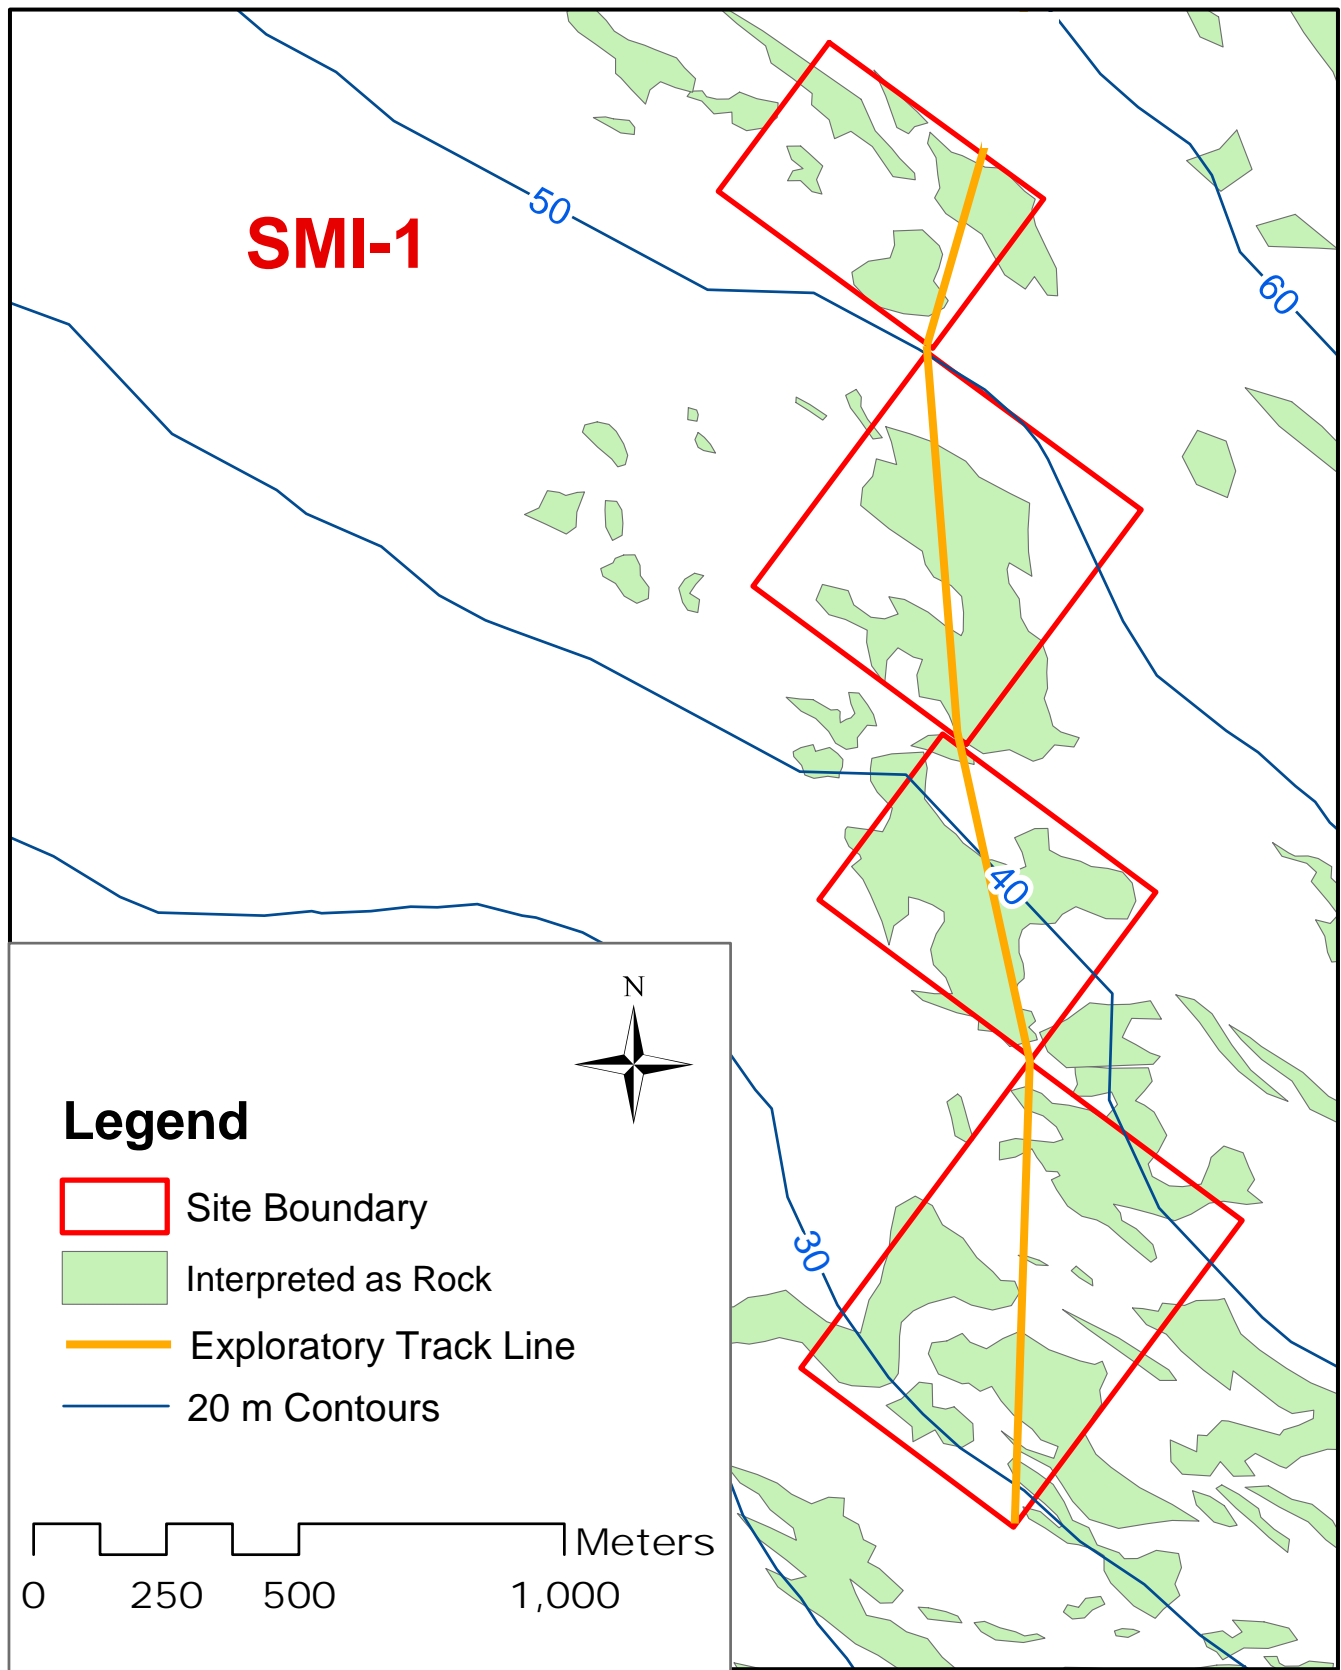 SMI-1
50
60
40
30
N
Legend
Site Boundary
Interpreted as Rock
Exploratory Track Line
20 m Contours
Meters
0 250 500 1,000